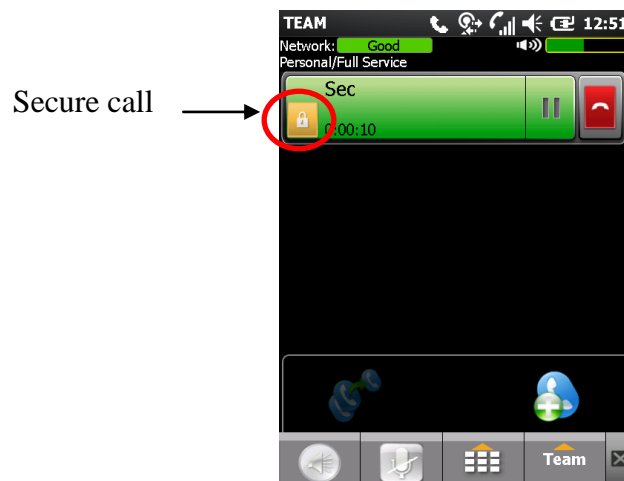 TEAM 12:51
Network: Good
Personal/Full Service
Sec
0:00:10
Secure call
Team